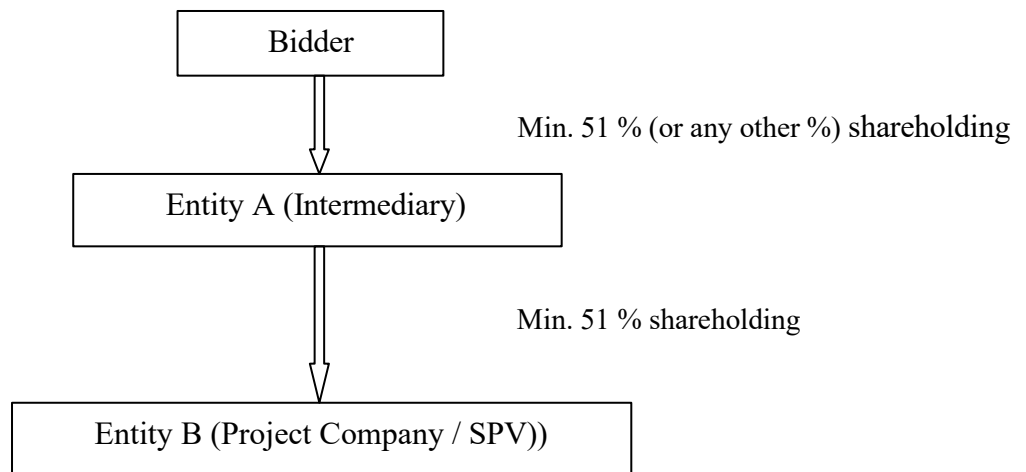 Bidder
Min. 51 % (or any other %) shareholding
Entity A (Intermediary)
Min. 51 % shareholding
Entity B (Project Company / SPV))